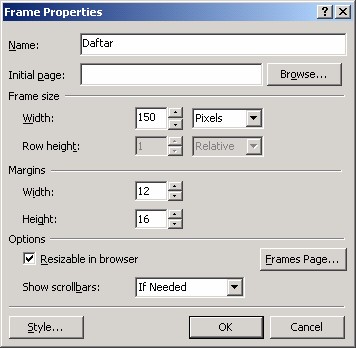 Frame Properties
Name: Daftar
Initial page: Browse...
Frame size
Width: 150 Pixels
Row height: 1 Relative
Margins
Width: 12
Height: 16
Options
Resizable in browser Frames Page...
Show scrollbars: If Needed
Style... OK Cancel